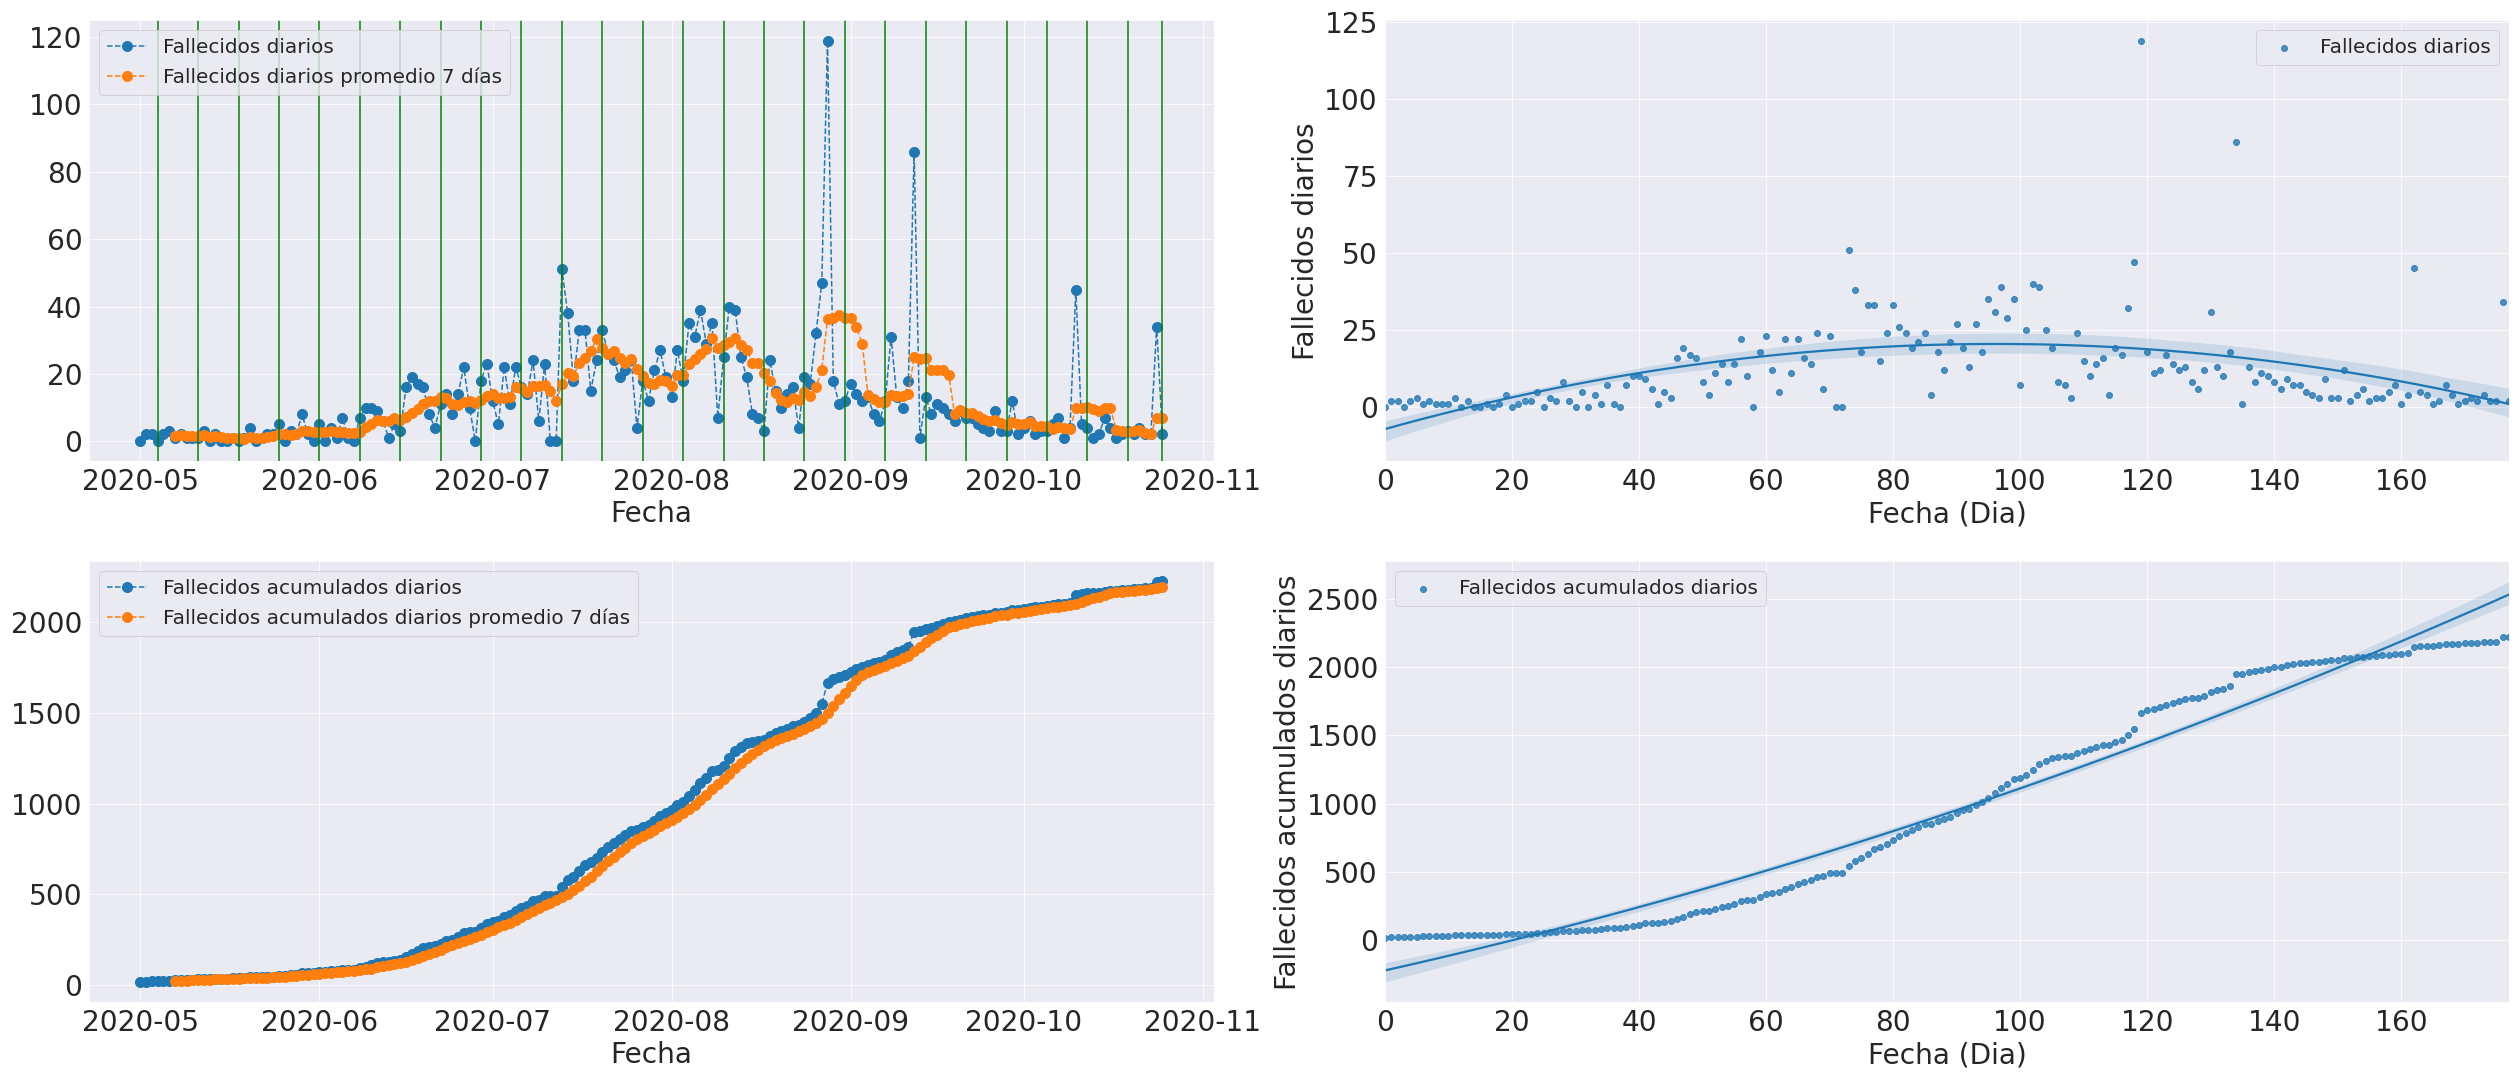 Fallecidos diarios
Fallecidos diarios promedio 7 días
120
100
80
60
40
20
0
2020-05 2020-06 2020-07 2020-08 2020-09 2020-10 2020-11
Fecha
Fallecidos diarios
125
100
75
50
25
0
Fallecidos diarios
0 20 40 60 80 100 120 140 160
Fecha (Dia)
Fallecidos acumulados diarios
Fallecidos acumulados diarios promedio 7 días
2000
1500
1000
500
0
2020-05 2020-06 2020-07 2020-08 2020-09 2020-10 2020-11
Fecha
Fallecidos acumulados diarios
2500
2000
1500
1000
500
0
Fallecidos acumulados diarios
0 20 40 60 80 100 120 140 160
Fecha (Dia)